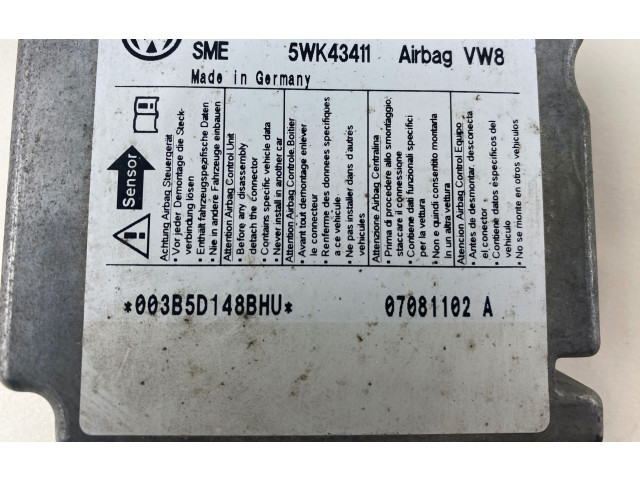 SME 5WK43411 Airbag VW8
Made in Germany
Sensor
Achtung Airbag Steuergerät
• Vor jeder Demontage die Steck-
verbindung lösen
• Enthält fahrzeugspezifische Daten
• Nie in andere Fahrzeuge einbauen
Attention Airbag Control Unit
• Before any disassembly
detatch the connector
• Contains specific vehicle data
• Never install in another car
Attention Airbag Controle Boitier
• Avant tout demontage enlever
le connecteur
• Renferme des donnees specifiques
a ce vehicule
• Ne pas installer dans d'autres
vehicules
Attenzione Airbag Centralina
• Prima di procedere allo smontaggio:
staccare il connessione
• Contiene dati funzionali specifici
per la vettura
• Non e quindi consentito montarla
in un altra vettura
Atencion Airbag Control Equipo
• Antes de desmontar, desconecta
el conector
• Contiene datos específicos del
vehiculo
• No se monte en otros vehiculos
*003B5D148BHU* 07081102 A